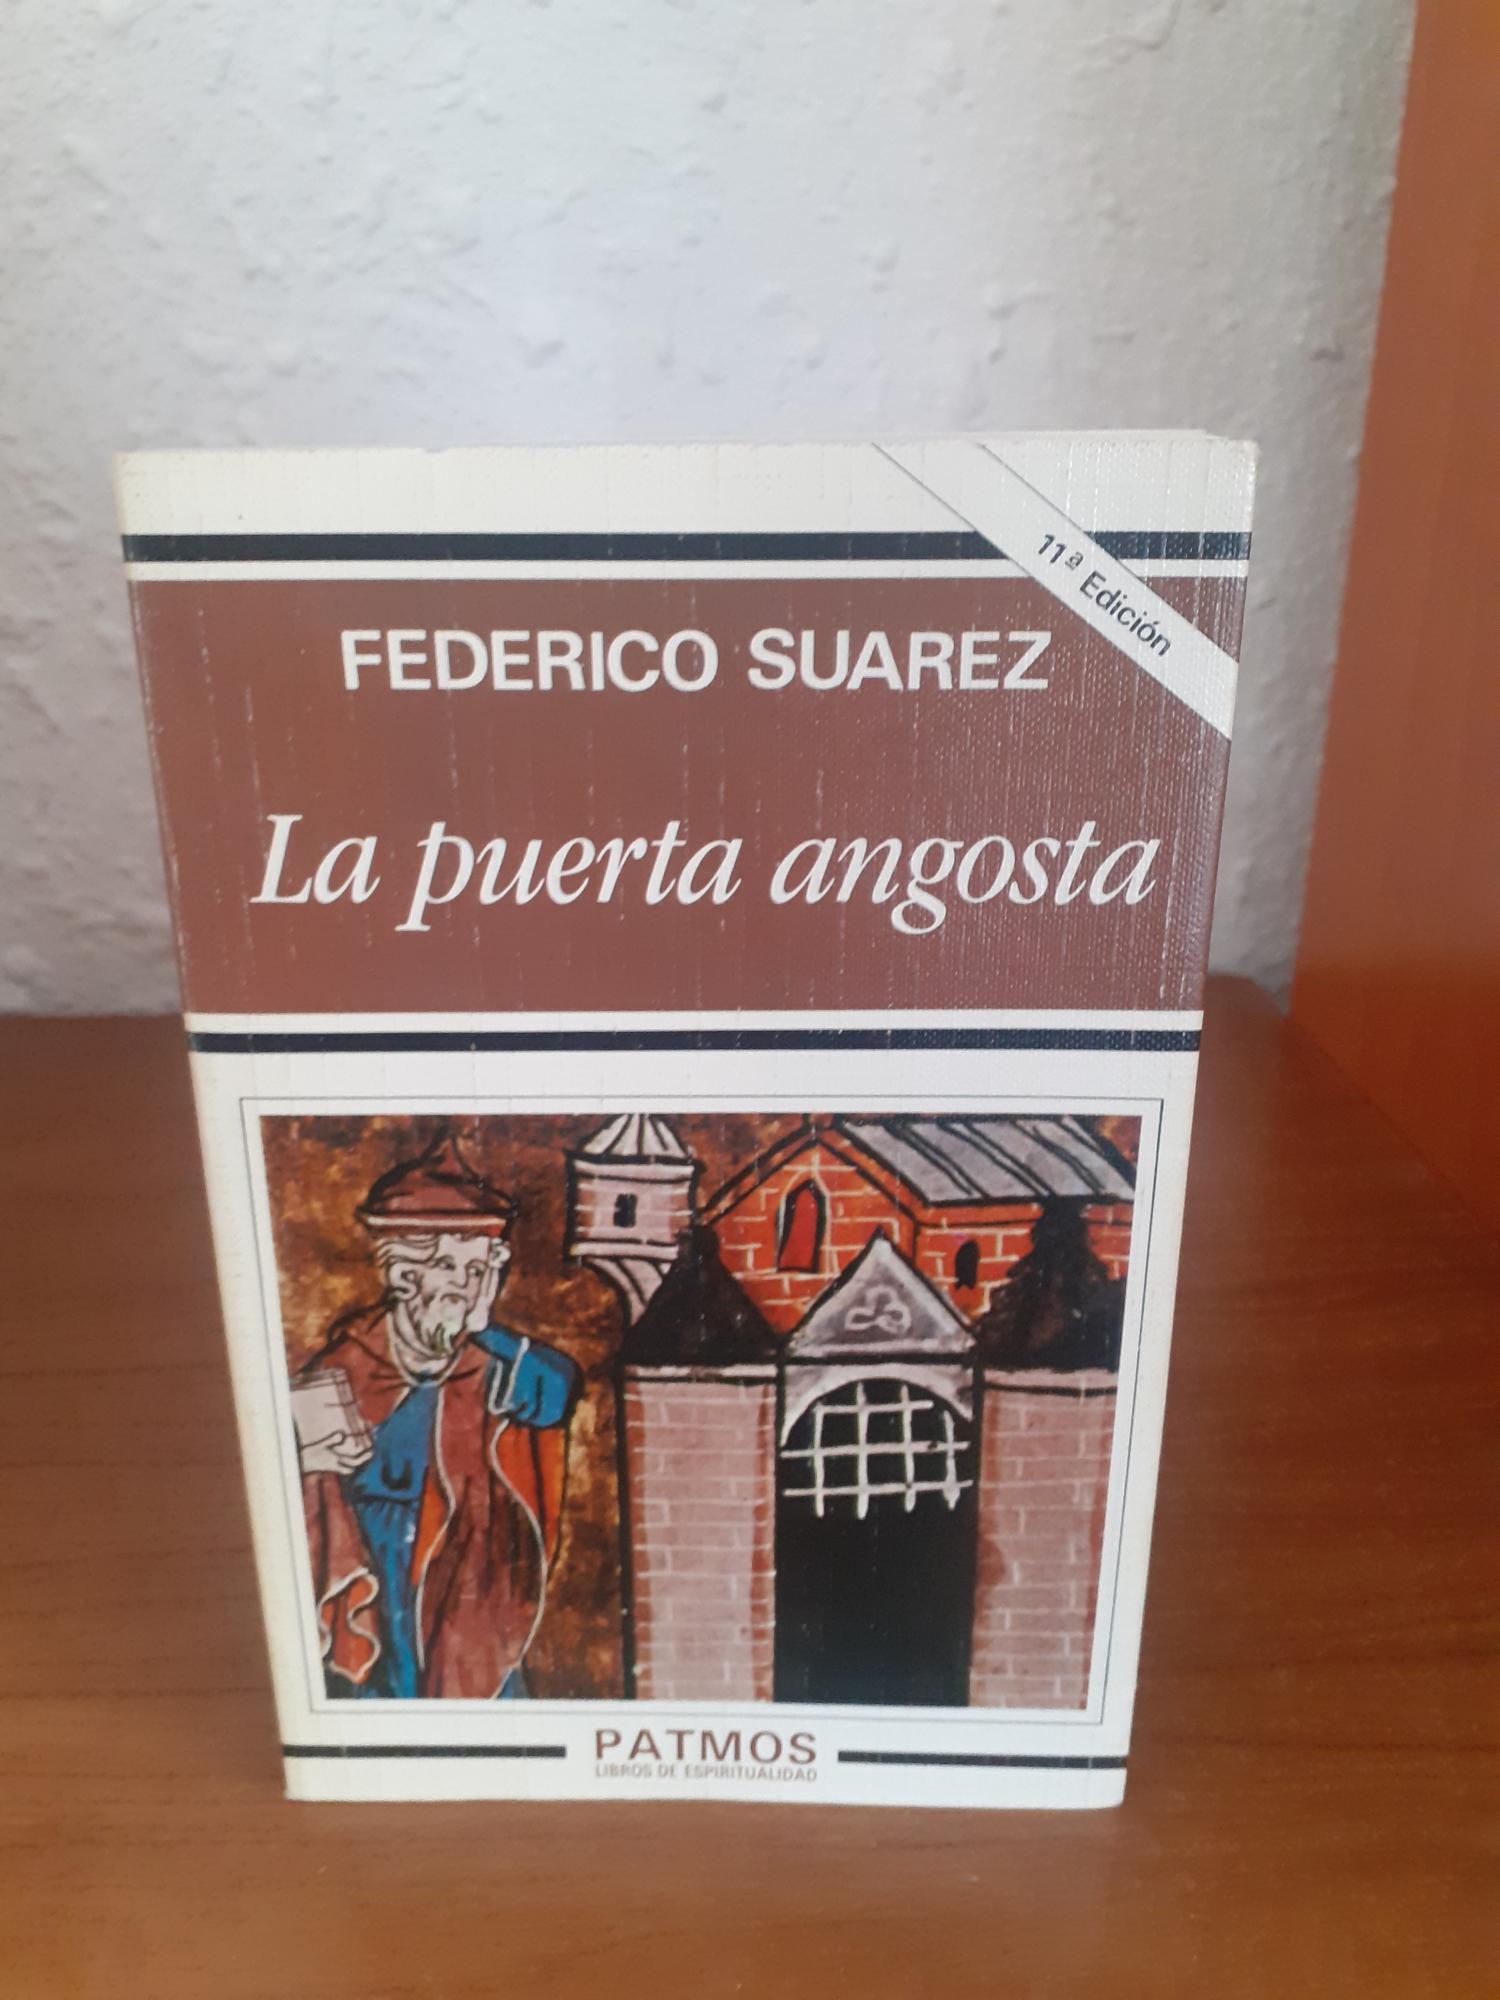 11ª Edición
FEDERICO SUAREZ
La puerta angosta
PATMOS
LIBROS DE ESPIRITUALIDAD